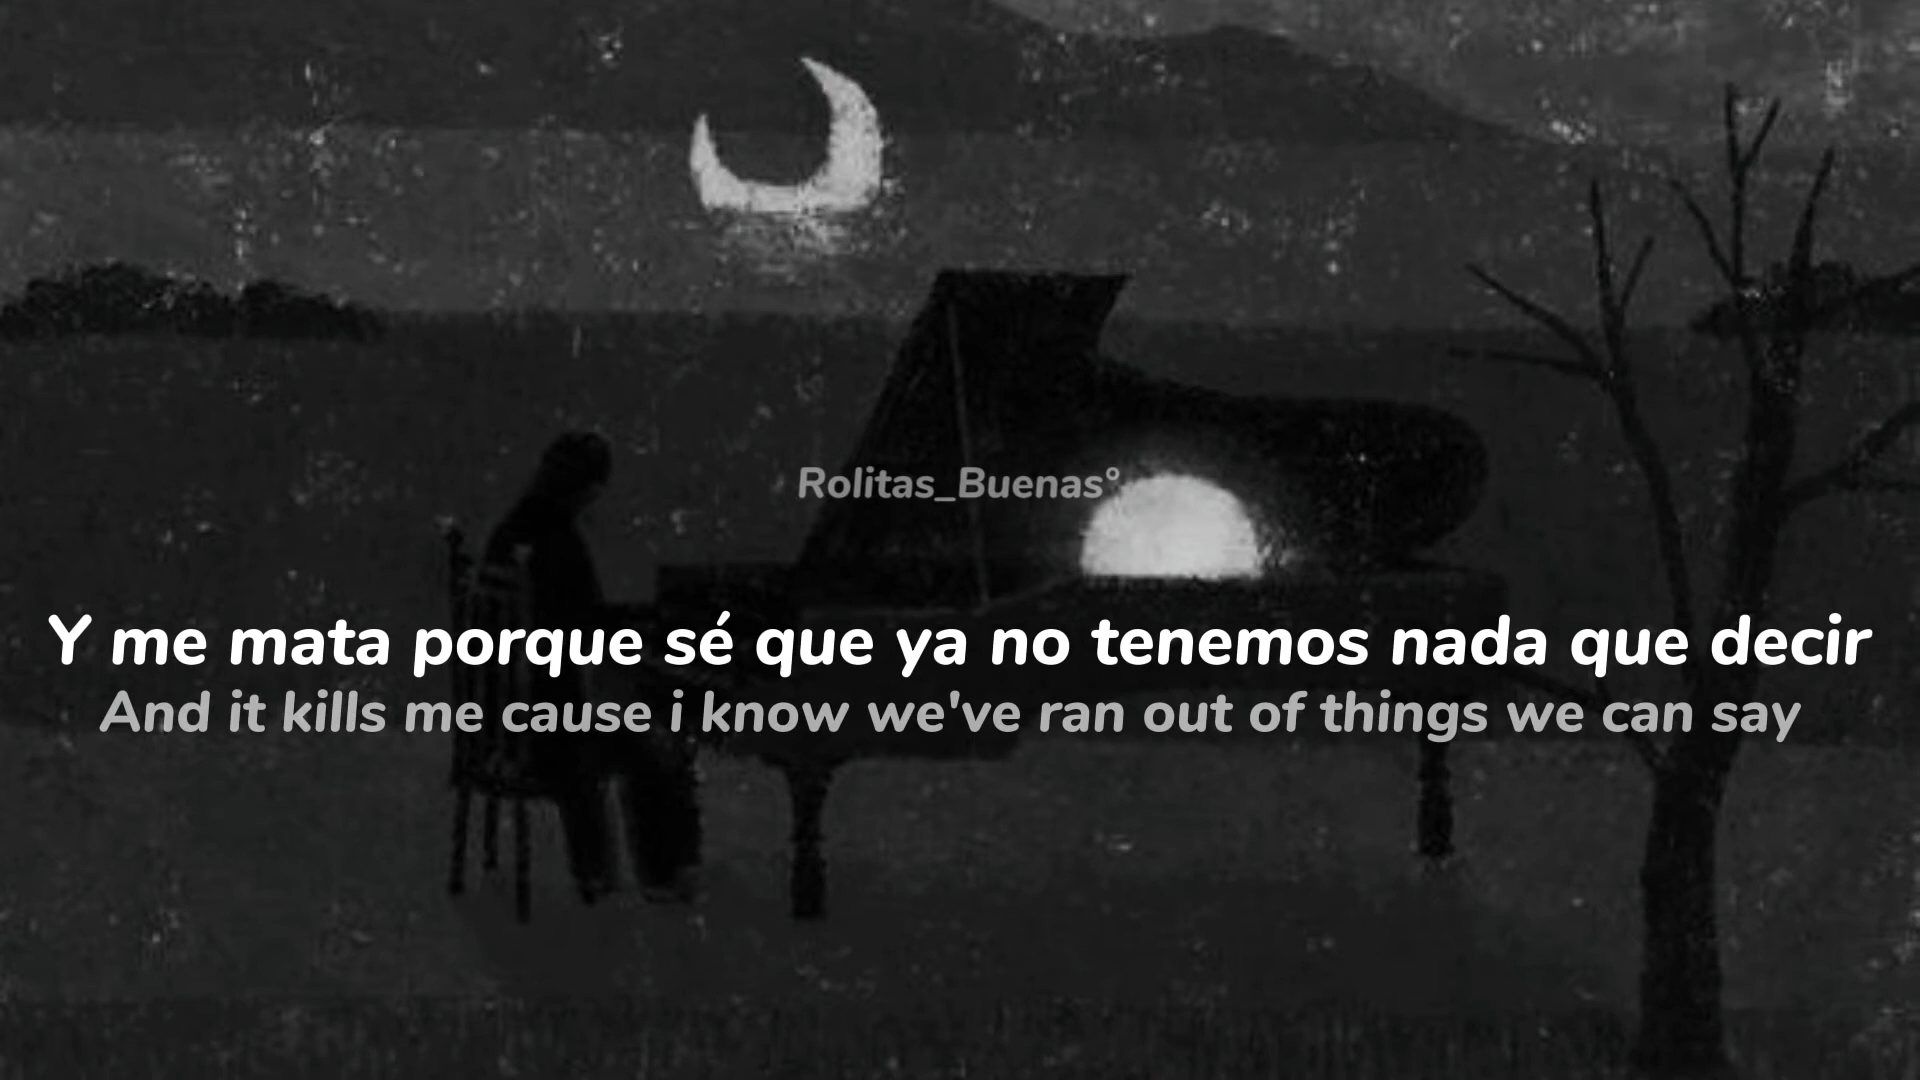 Rolitas_Buenas°
Y me mata porque sé que ya no tenemos nada que decir
And it kills me cause i know we've ran out of things we can say